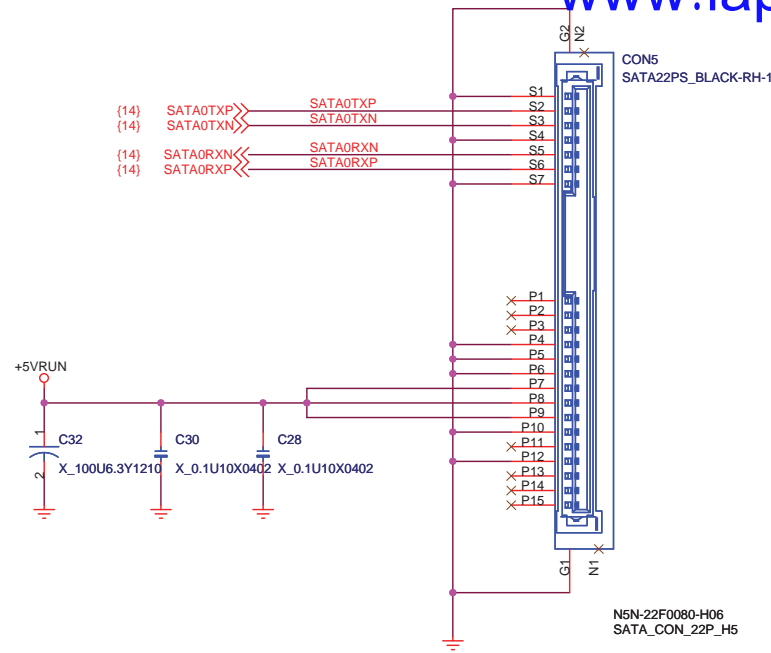 www.lap
G2
N2
CON5
SATA22PS_BLACK-RH-1
{14} SATA0TXP SATA0TXP S1
{14} SATA0TXN SATA0TXN S2
S3
S4
{14} SATA0RXN SATA0RXN S5
{14} SATA0RXP SATA0RXP S6
S7
P1
P2
P3
P4
P5
P6
+5VRUN
P7
P8
P9
P10
P11
P12
P13
P14
P15
1 C32 C30 C28
2 X_100U6.3Y1210 X_0.1U10X0402 X_0.1U10X0402
G1
N1
N5N-22F0080-H06
SATA_CON_22P_H5